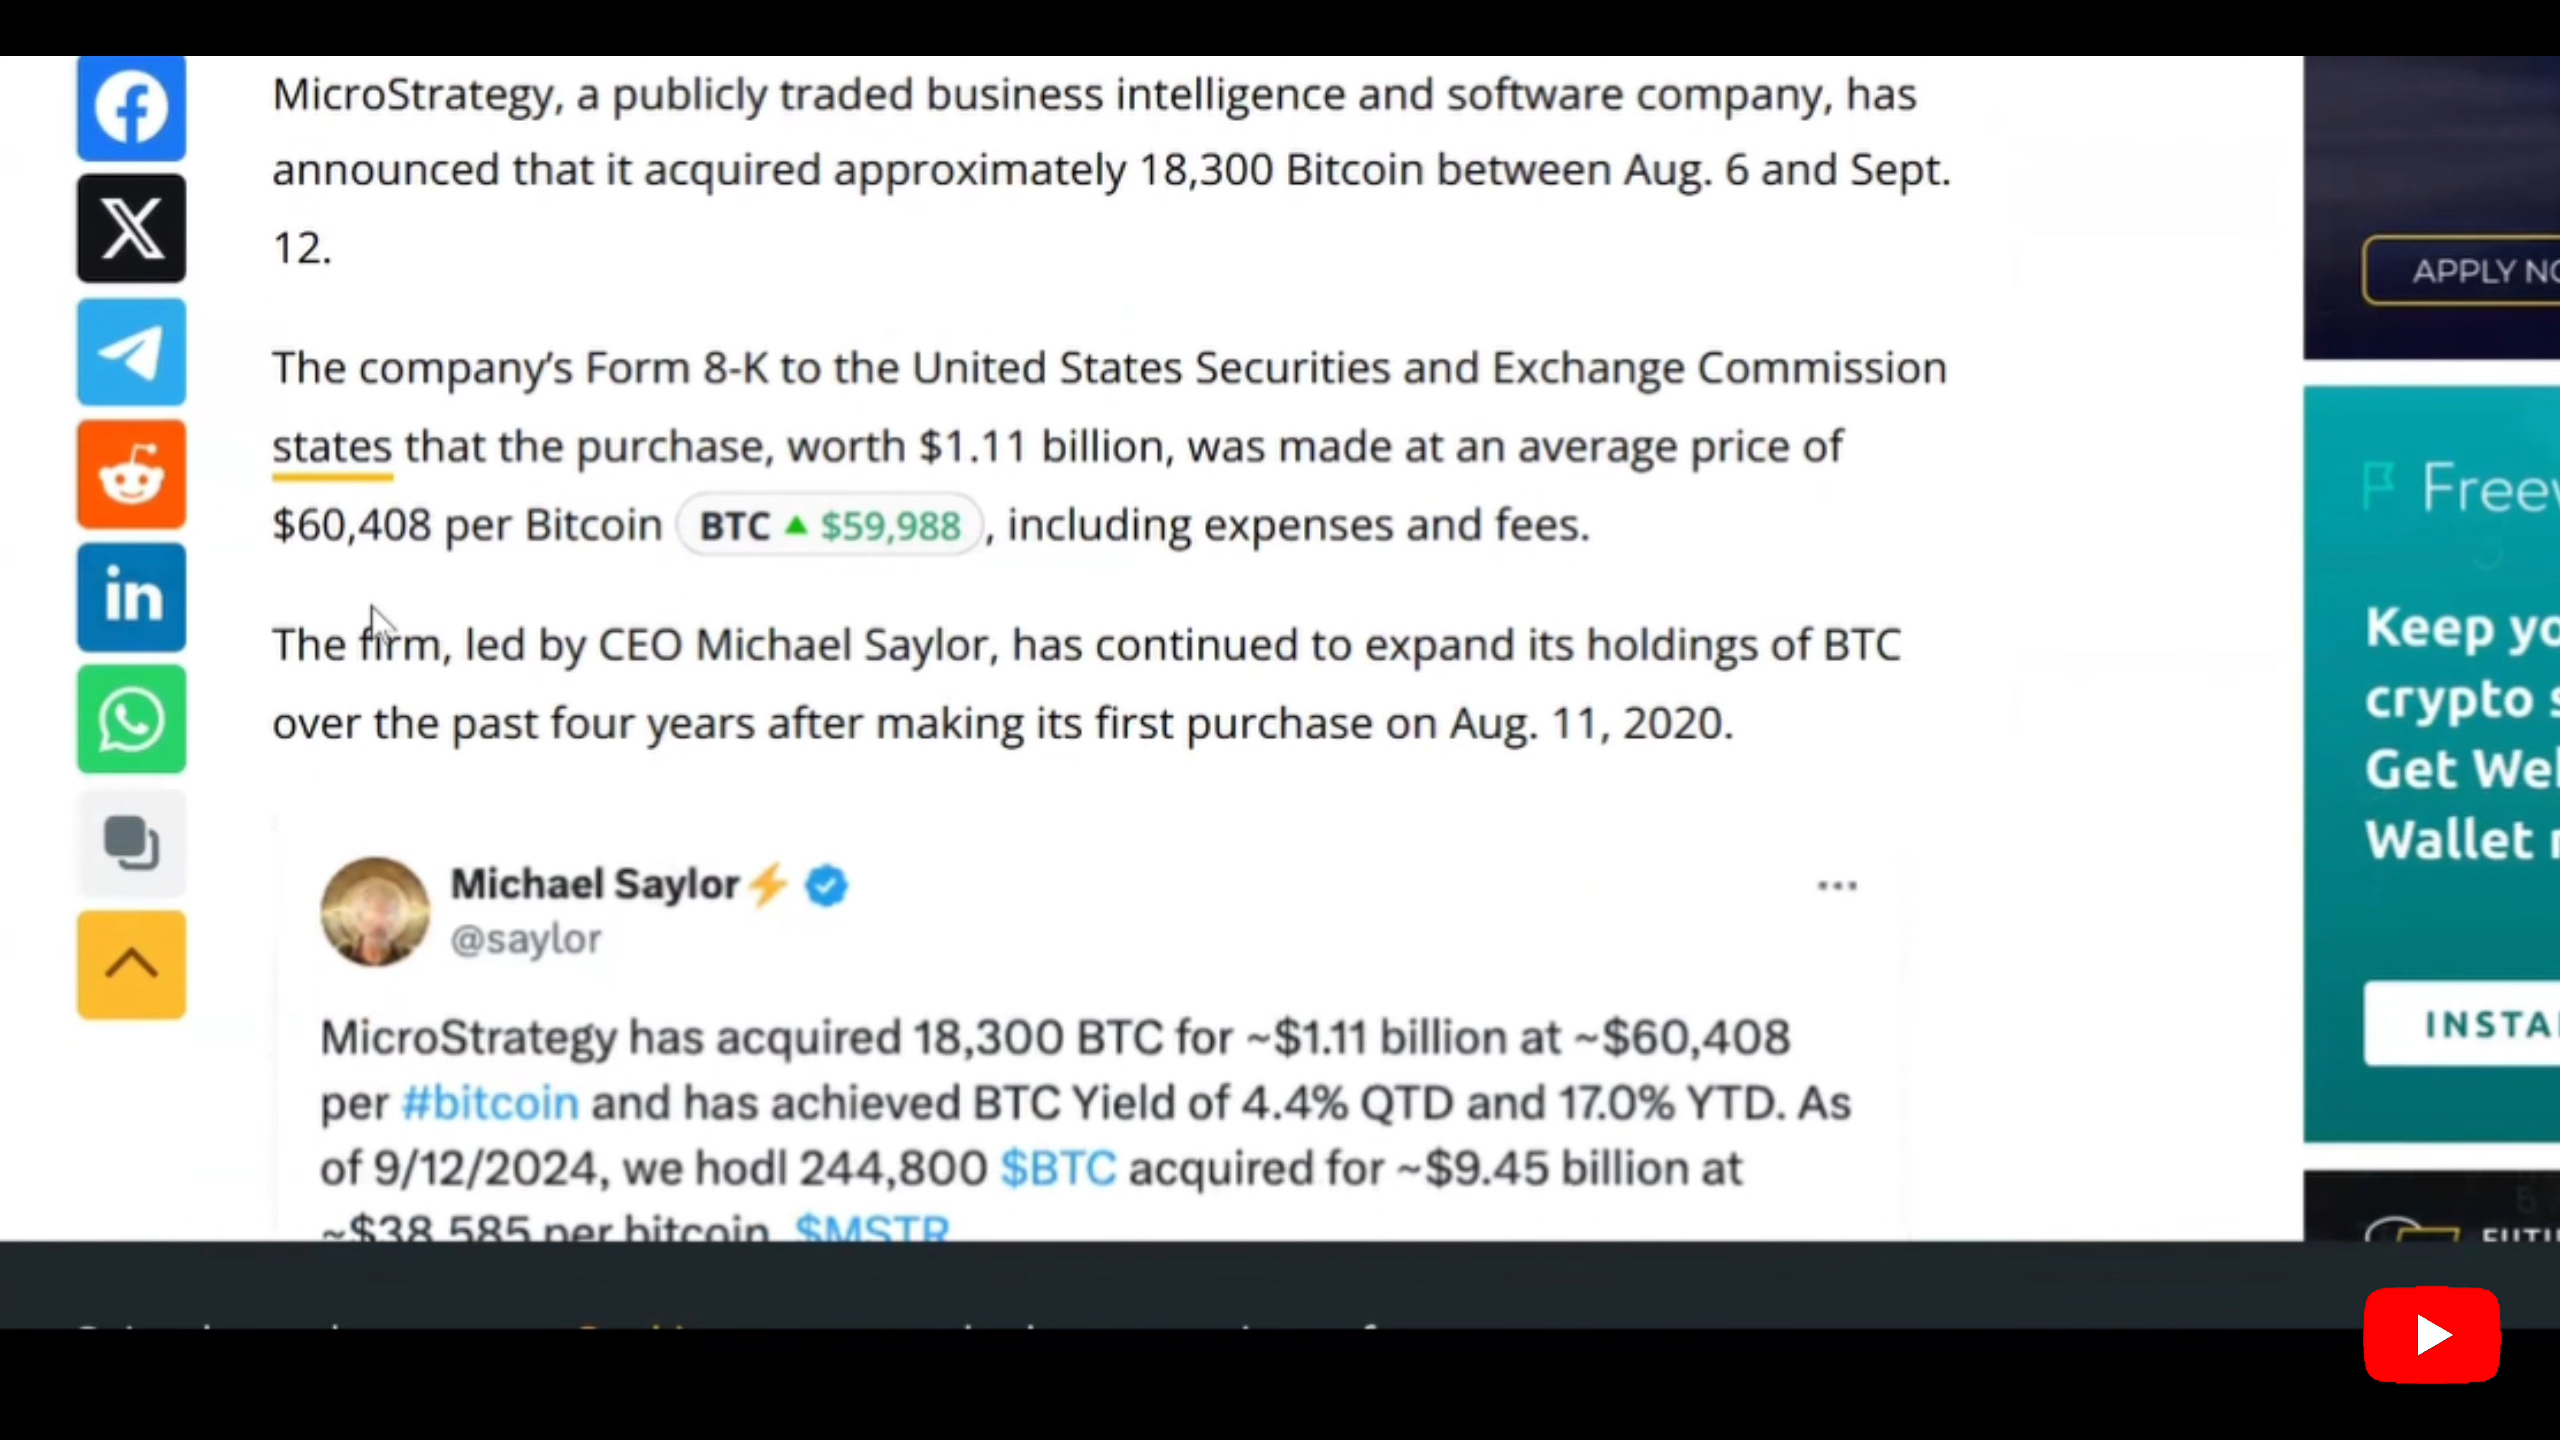 MicroStrategy, a publicly traded business intelligence and software company, has
announced that it acquired approximately 18,300 Bitcoin between Aug. 6 and Sept.
12.
The company’s Form 8-K to the United States Securities and Exchange Commission
states that the purchase, worth $1.11 billion, was made at an average price of
$60,408 per Bitcoin BTC ▲ $59,988 , including expenses and fees.
The firm, led by CEO Michael Saylor, has continued to expand its holdings of BTC
over the past four years after making its first purchase on Aug. 11, 2020.
Michael Saylor⚡
@saylor
MicroStrategy has acquired 18,300 BTC for ~$1.11 billion at ~$60,408
per #bitcoin and has achieved BTC Yield of 4.4% QTD and 17.0% YTD. As
of 9/12/2024, we hodl 244,800 $BTC acquired for ~$9.45 billion at
~$38,585 per bitcoin. $MSTR
APPLY
Keep
crypto
Get
Wallet
in